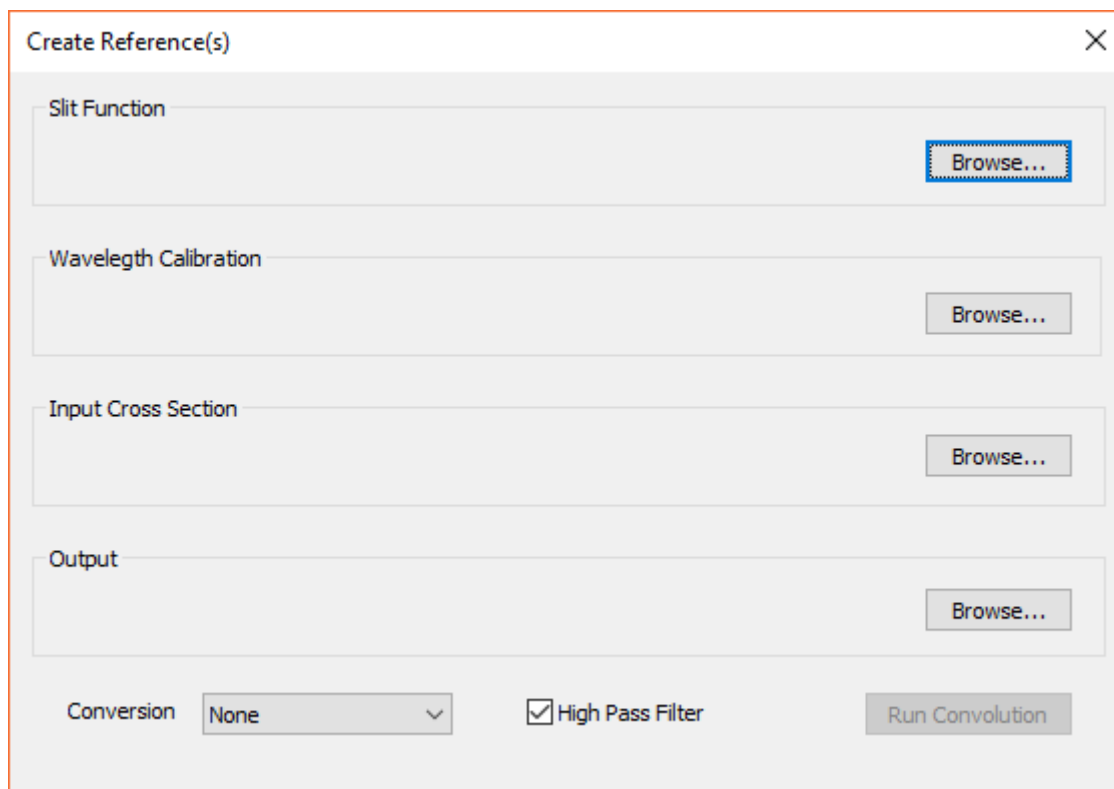 Create Reference(s)
Slit Function
Browse...
Wavelegth Calibration
Browse...
Input Cross Section
Browse...
Output
Browse...
Conversion None High Pass Filter Run Convolution